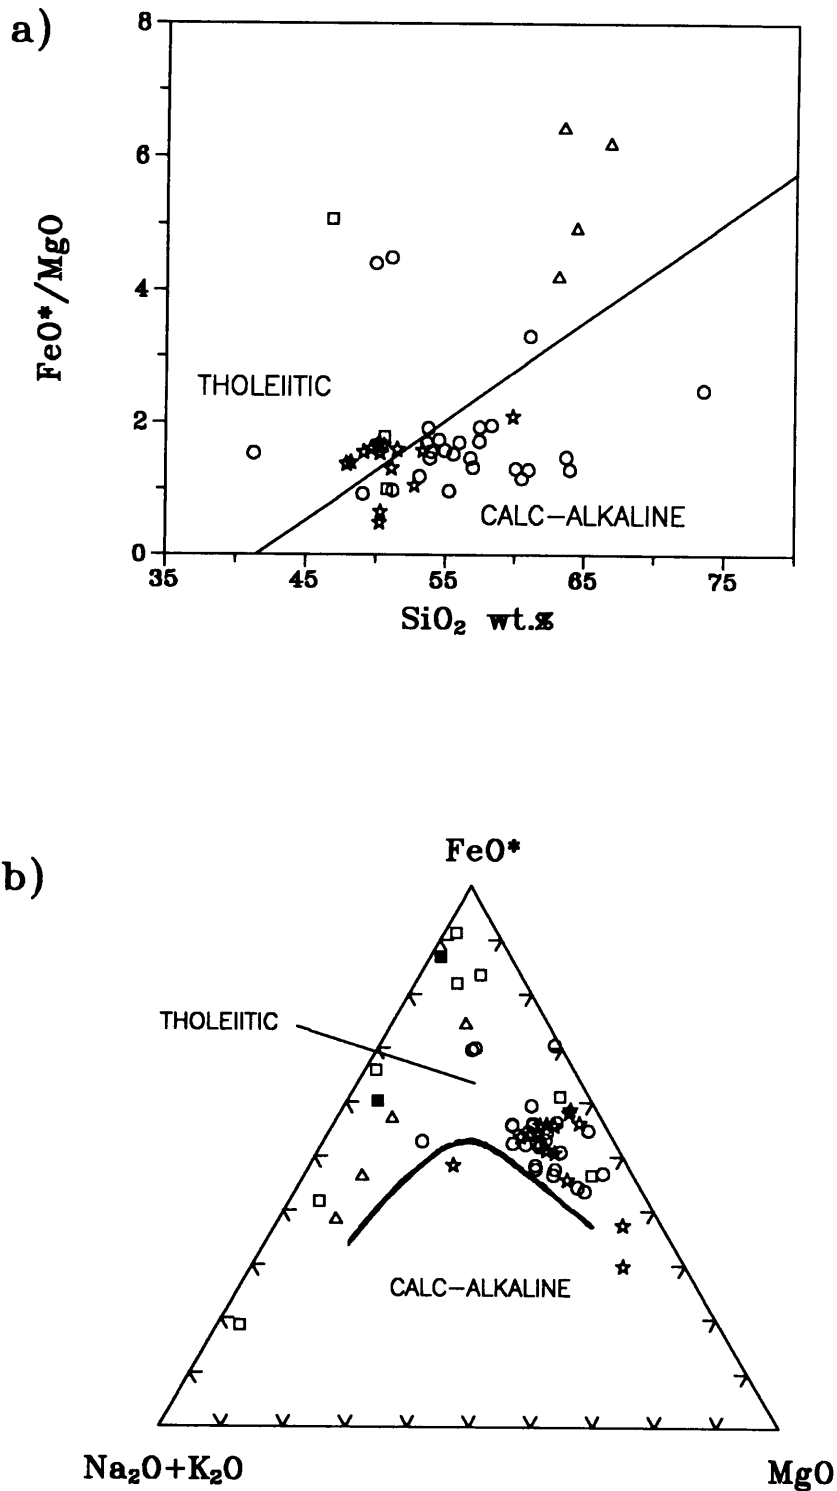 a)
8
6
FeO*/MgO
4
THOLEIITIC
2
CALC-ALKALINE
0
35 45 55 65 75
SiO₂ wt.%
b)
FeO*
THOLEIITIC
CALC-ALKALINE
Na₂O+K₂O
MgO